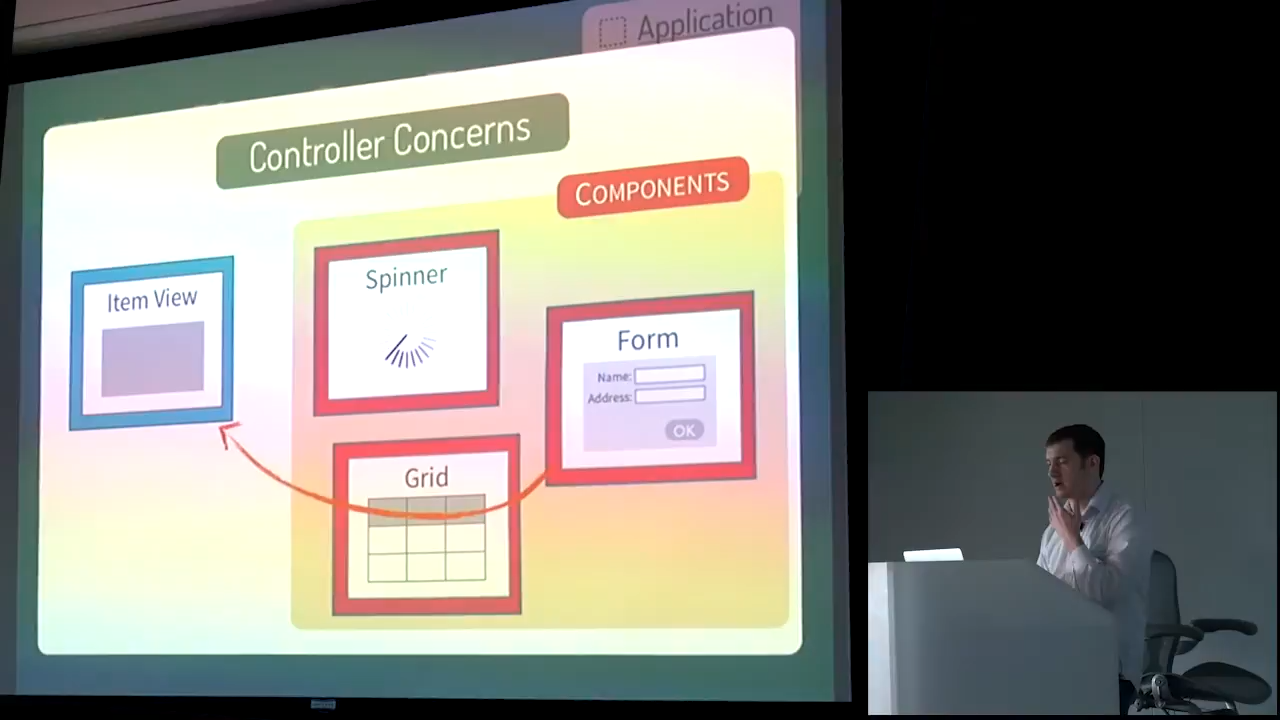 Application
Controller Concerns
COMPONENTS
Item View
Spinner
Form
Name:
Address:
OK
Grid